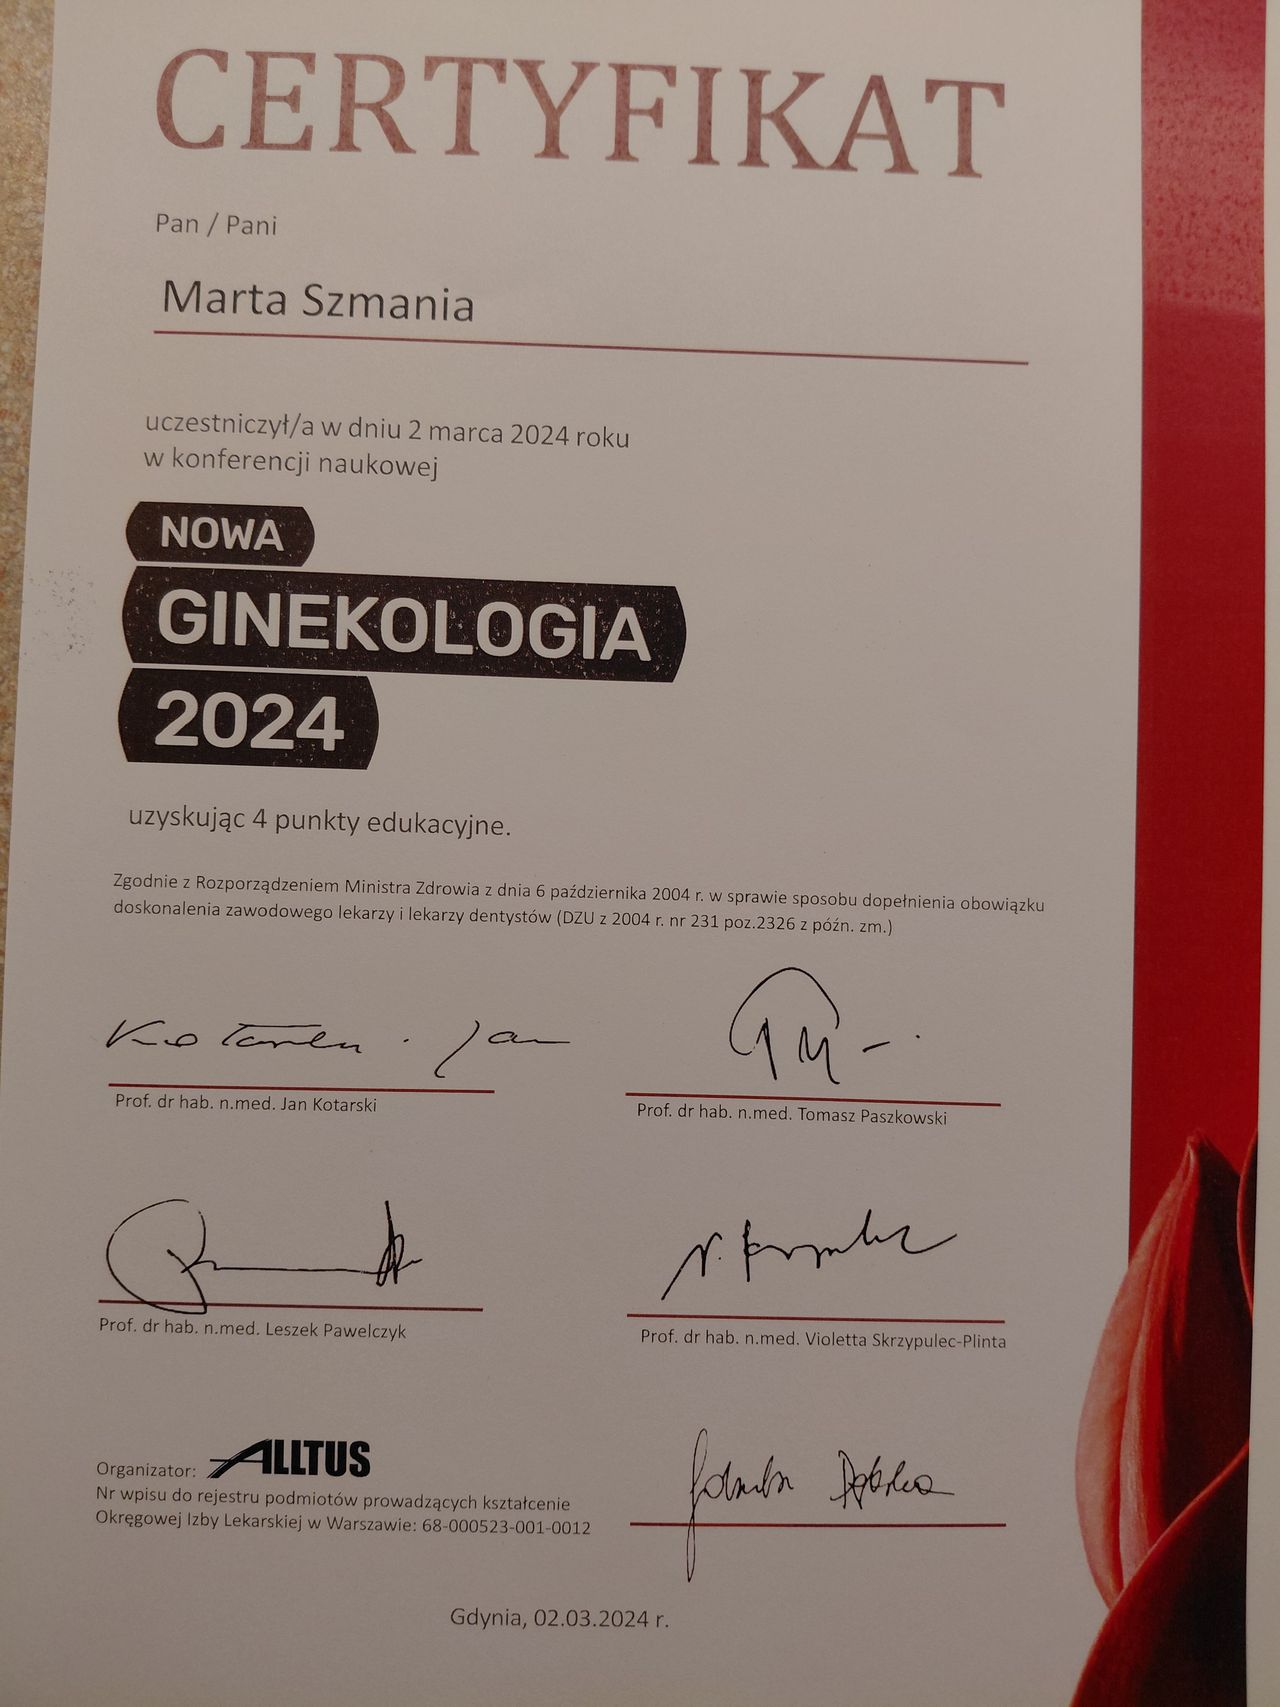 CERTYFIKAT
Pan / Pani
Marta Szmania
uczestniczył/a w dniu 2 marca 2024 roku
w konferencji naukowej
NOWA
GINEKOLOGIA
2024
uzyskując 4 punkty edukacyjne.
Zgodnie z Rozporządzeniem Ministra Zdrowia z dnia 6 października 2004 r. w sprawie sposobu dopełnienia obowiązku
doskonalenia zawodowego lekarzy i lekarzy dentystów (DZU z 2004 r. nr 231 poz.2326 z późn. zm.)
Prof. dr hab. n.med. Jan Kotarski
Prof. dr hab. n.med. Tomasz Paszkowski
Prof. dr hab. n.med. Leszek Pawelczyk
Prof. dr hab. n.med. Violetta Skrzypulec-Plinta
Organizator: ALLTUS
Nr wpisu do rejestru podmiotów prowadzących kształcenie
Okręgowej Izby Lekarskiej w Warszawie: 68-000523-001-0012
Gdynia, 02.03.2024 r.